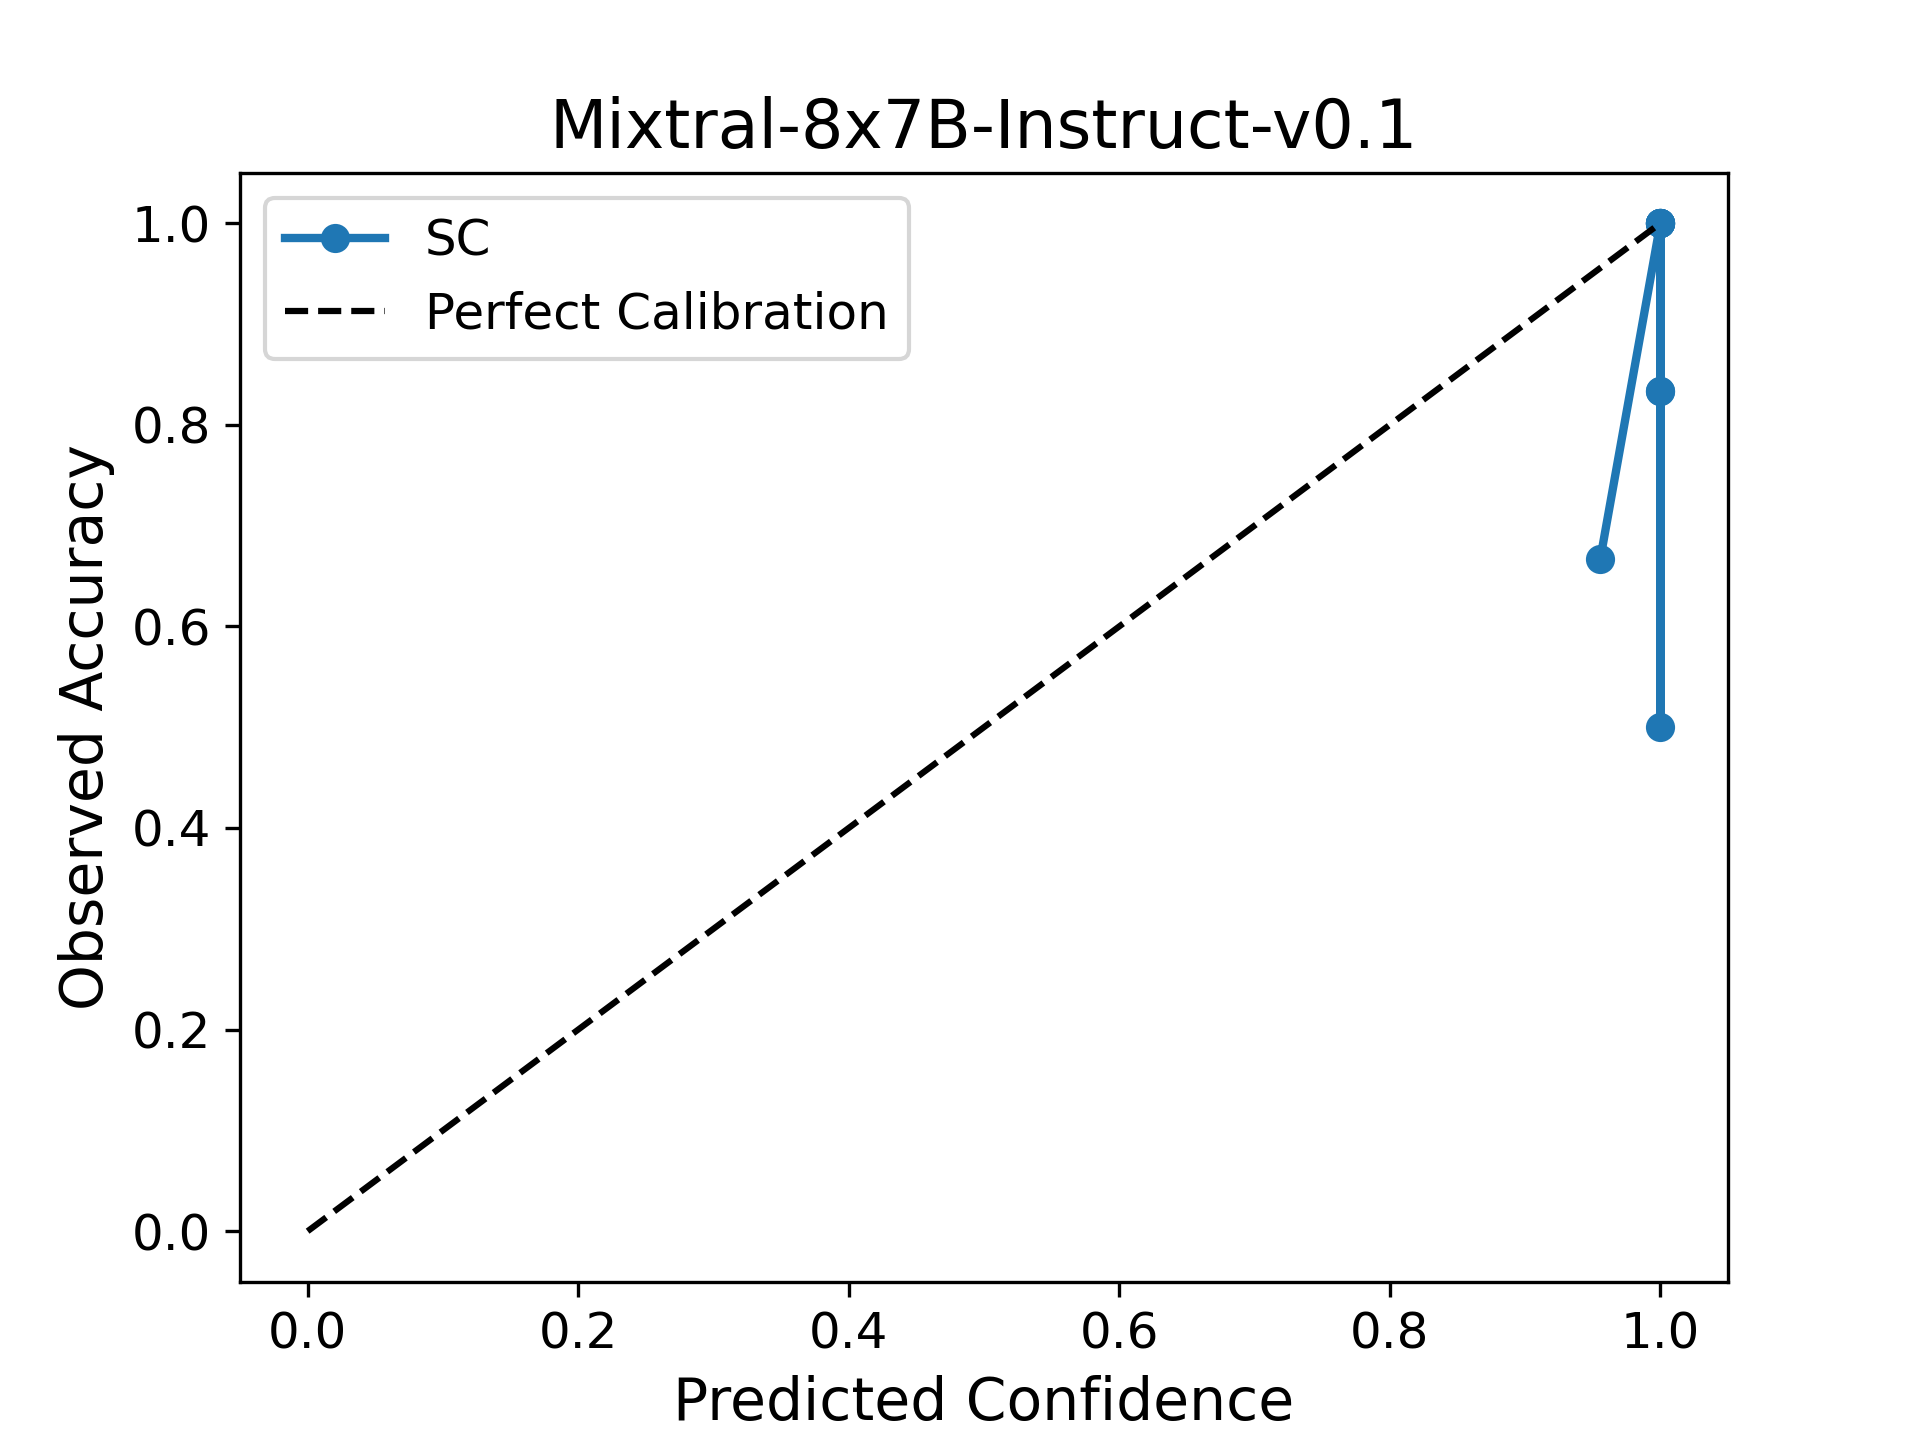 Mixtral-8x7B-Instruct-v0.1
SC
Perfect Calibration
Observed Accuracy
1.0
0.8
0.6
0.4
0.2
0.0
0.0 0.2 0.4 0.6 0.8 1.0
Predicted Confidence